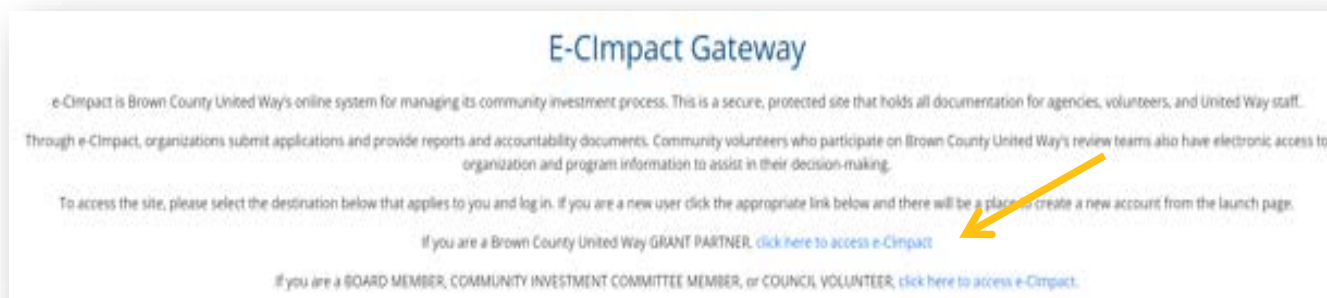 E-CImpact Gateway
e-CImpact is Brown County United Way's online system for managing its community investment process. This is a secure, protected site that holds all documentation for agencies, volunteers, and United Way staff.
Through e-CImpact, organizations submit applications and provide reports and accountability documents. Community volunteers who participate on Brown County United Way's review teams also have electronic access to
organization and program information to assist in their decision-making.
To access the site, please select the destination below that applies to you and log in. If you are a new user click the appropriate link below and there will be a place to create a new account from the launch page.
If you are a Brown County United Way GRANT PARTNER, click here to access e-CImpact
If you are a BOARD MEMBER, COMMUNITY INVESTMENT COMMITTEE MEMBER, or COUNCIL VOLUNTEER, click here to access e-CImpact.